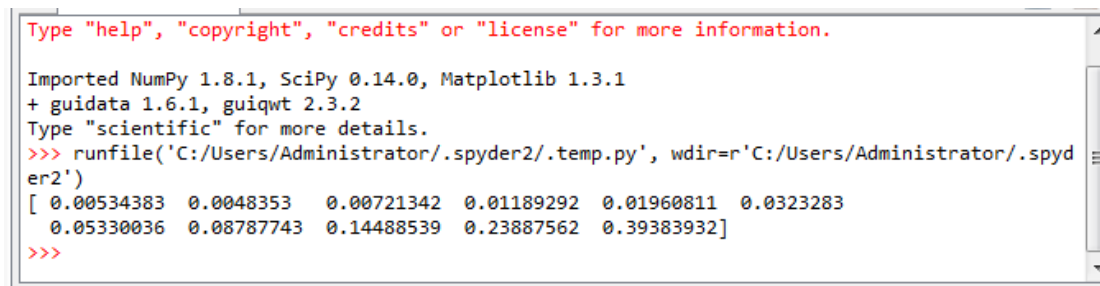 Type "help", "copyright", "credits" or "license" for more information.
Imported NumPy 1.8.1, SciPy 0.14.0, Matplotlib 1.3.1
+ guidata 1.6.1, guiqwt 2.3.2
Type "scientific" for more details.
>>> runfile('C:/Users/Administrator/.spyder2/.temp.py', wdir=r'C:/Users/Administrator/.spyd
er2')
[ 0.00534383  0.0048353   0.00721342  0.01189292  0.01960811  0.0323283
  0.05330036  0.08787743  0.14488539  0.23887562  0.39383932]
>>>